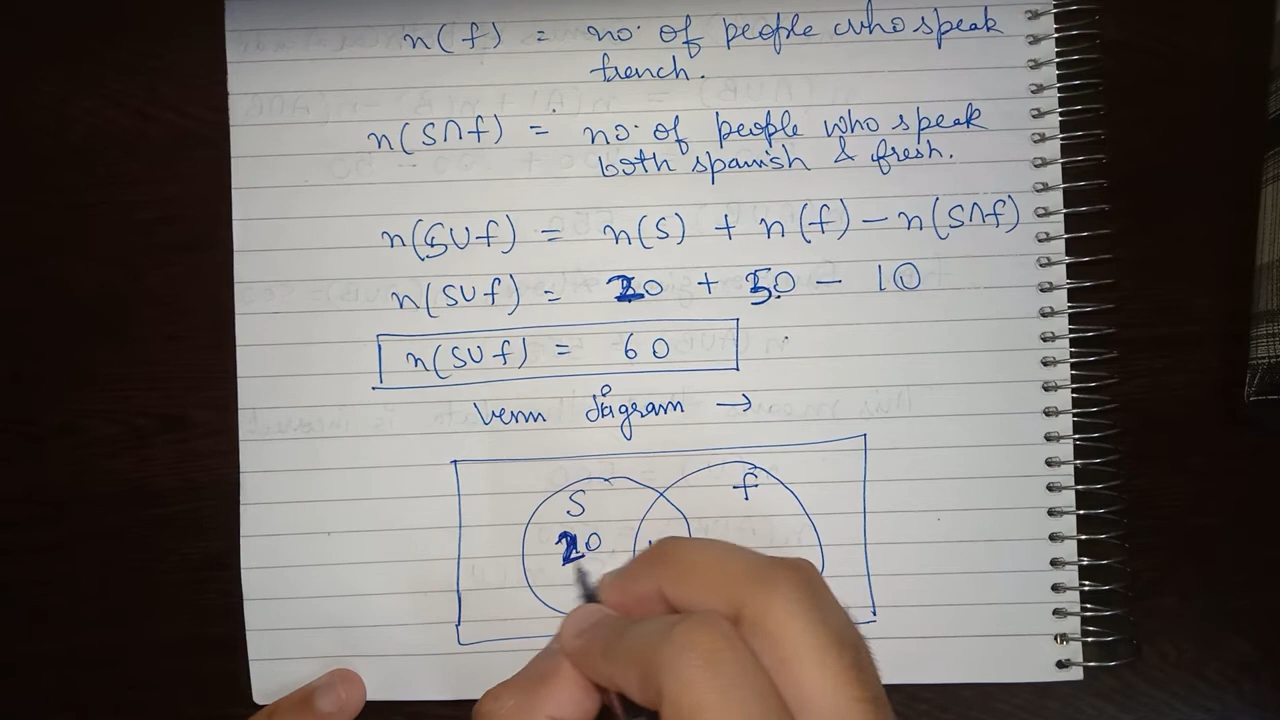 n(f) = no. of people who speak
french.
n(S∩f) = no. of people who speak
both spanish & fresh.
n(S∪f) = n(S) + n(f) − n(S∩f)
n(S∪f) = 20 + 50 − 10
n(S∪f) = 60
Venn diagram →
S
f
20